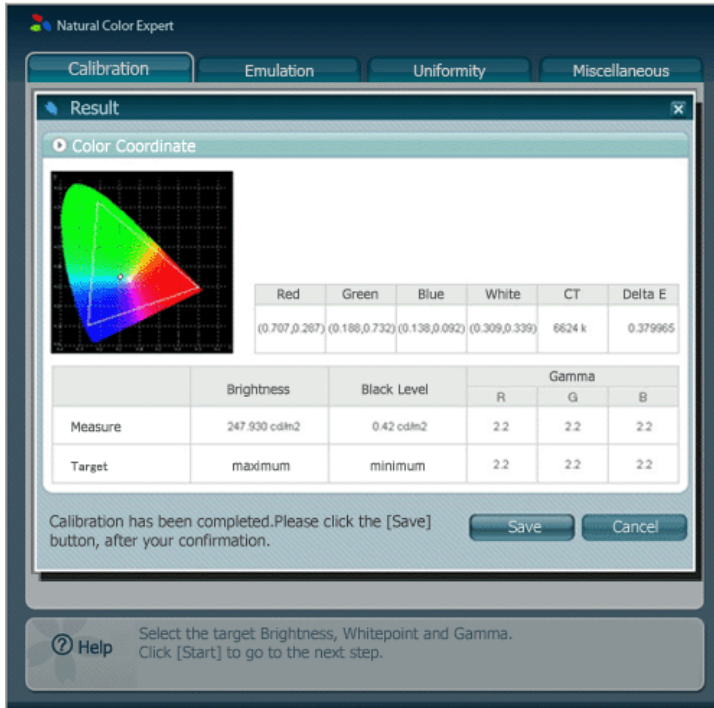 Natural Color Expert
Calibration Emulation Uniformity Miscellaneous
Result
Color Coordinate
Red Green Blue White CT Delta E
(0.707,0.287) (0.188,0.732) (0.138,0.092) (0.309,0.339) 6624 k 0.379965
Brightness Black Level Gamma
R G B
Measure 247.930 cd/m2 0.42 cd/m2 2.2 2.2 2.2
Target maximum minimum 2.2 2.2 2.2
Calibration has been completed.Please click the [Save]
button, after your confirmation.
Save Cancel
Help
Select the target Brightness, Whitepoint and Gamma.
Click [Start] to go to the next step.